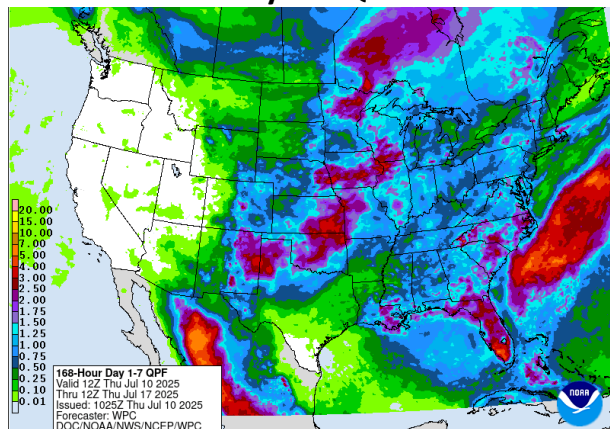 20.00
15.00
10.00
7.00
5.00
4.00
3.00
2.50
2.00
1.75
1.50
1.25
1.00
0.75
0.50
0.25
0.10
0.01
168-Hour Day 1-7 QPF
Valid 12Z Thu Jul 10 2025
Thru 12Z Thu Jul 17 2025
Issued: 1025Z Thu Jul 10 2025
Forecaster: WPC
DOC/NOAA/NWS/NCEP/WPC
NOAA